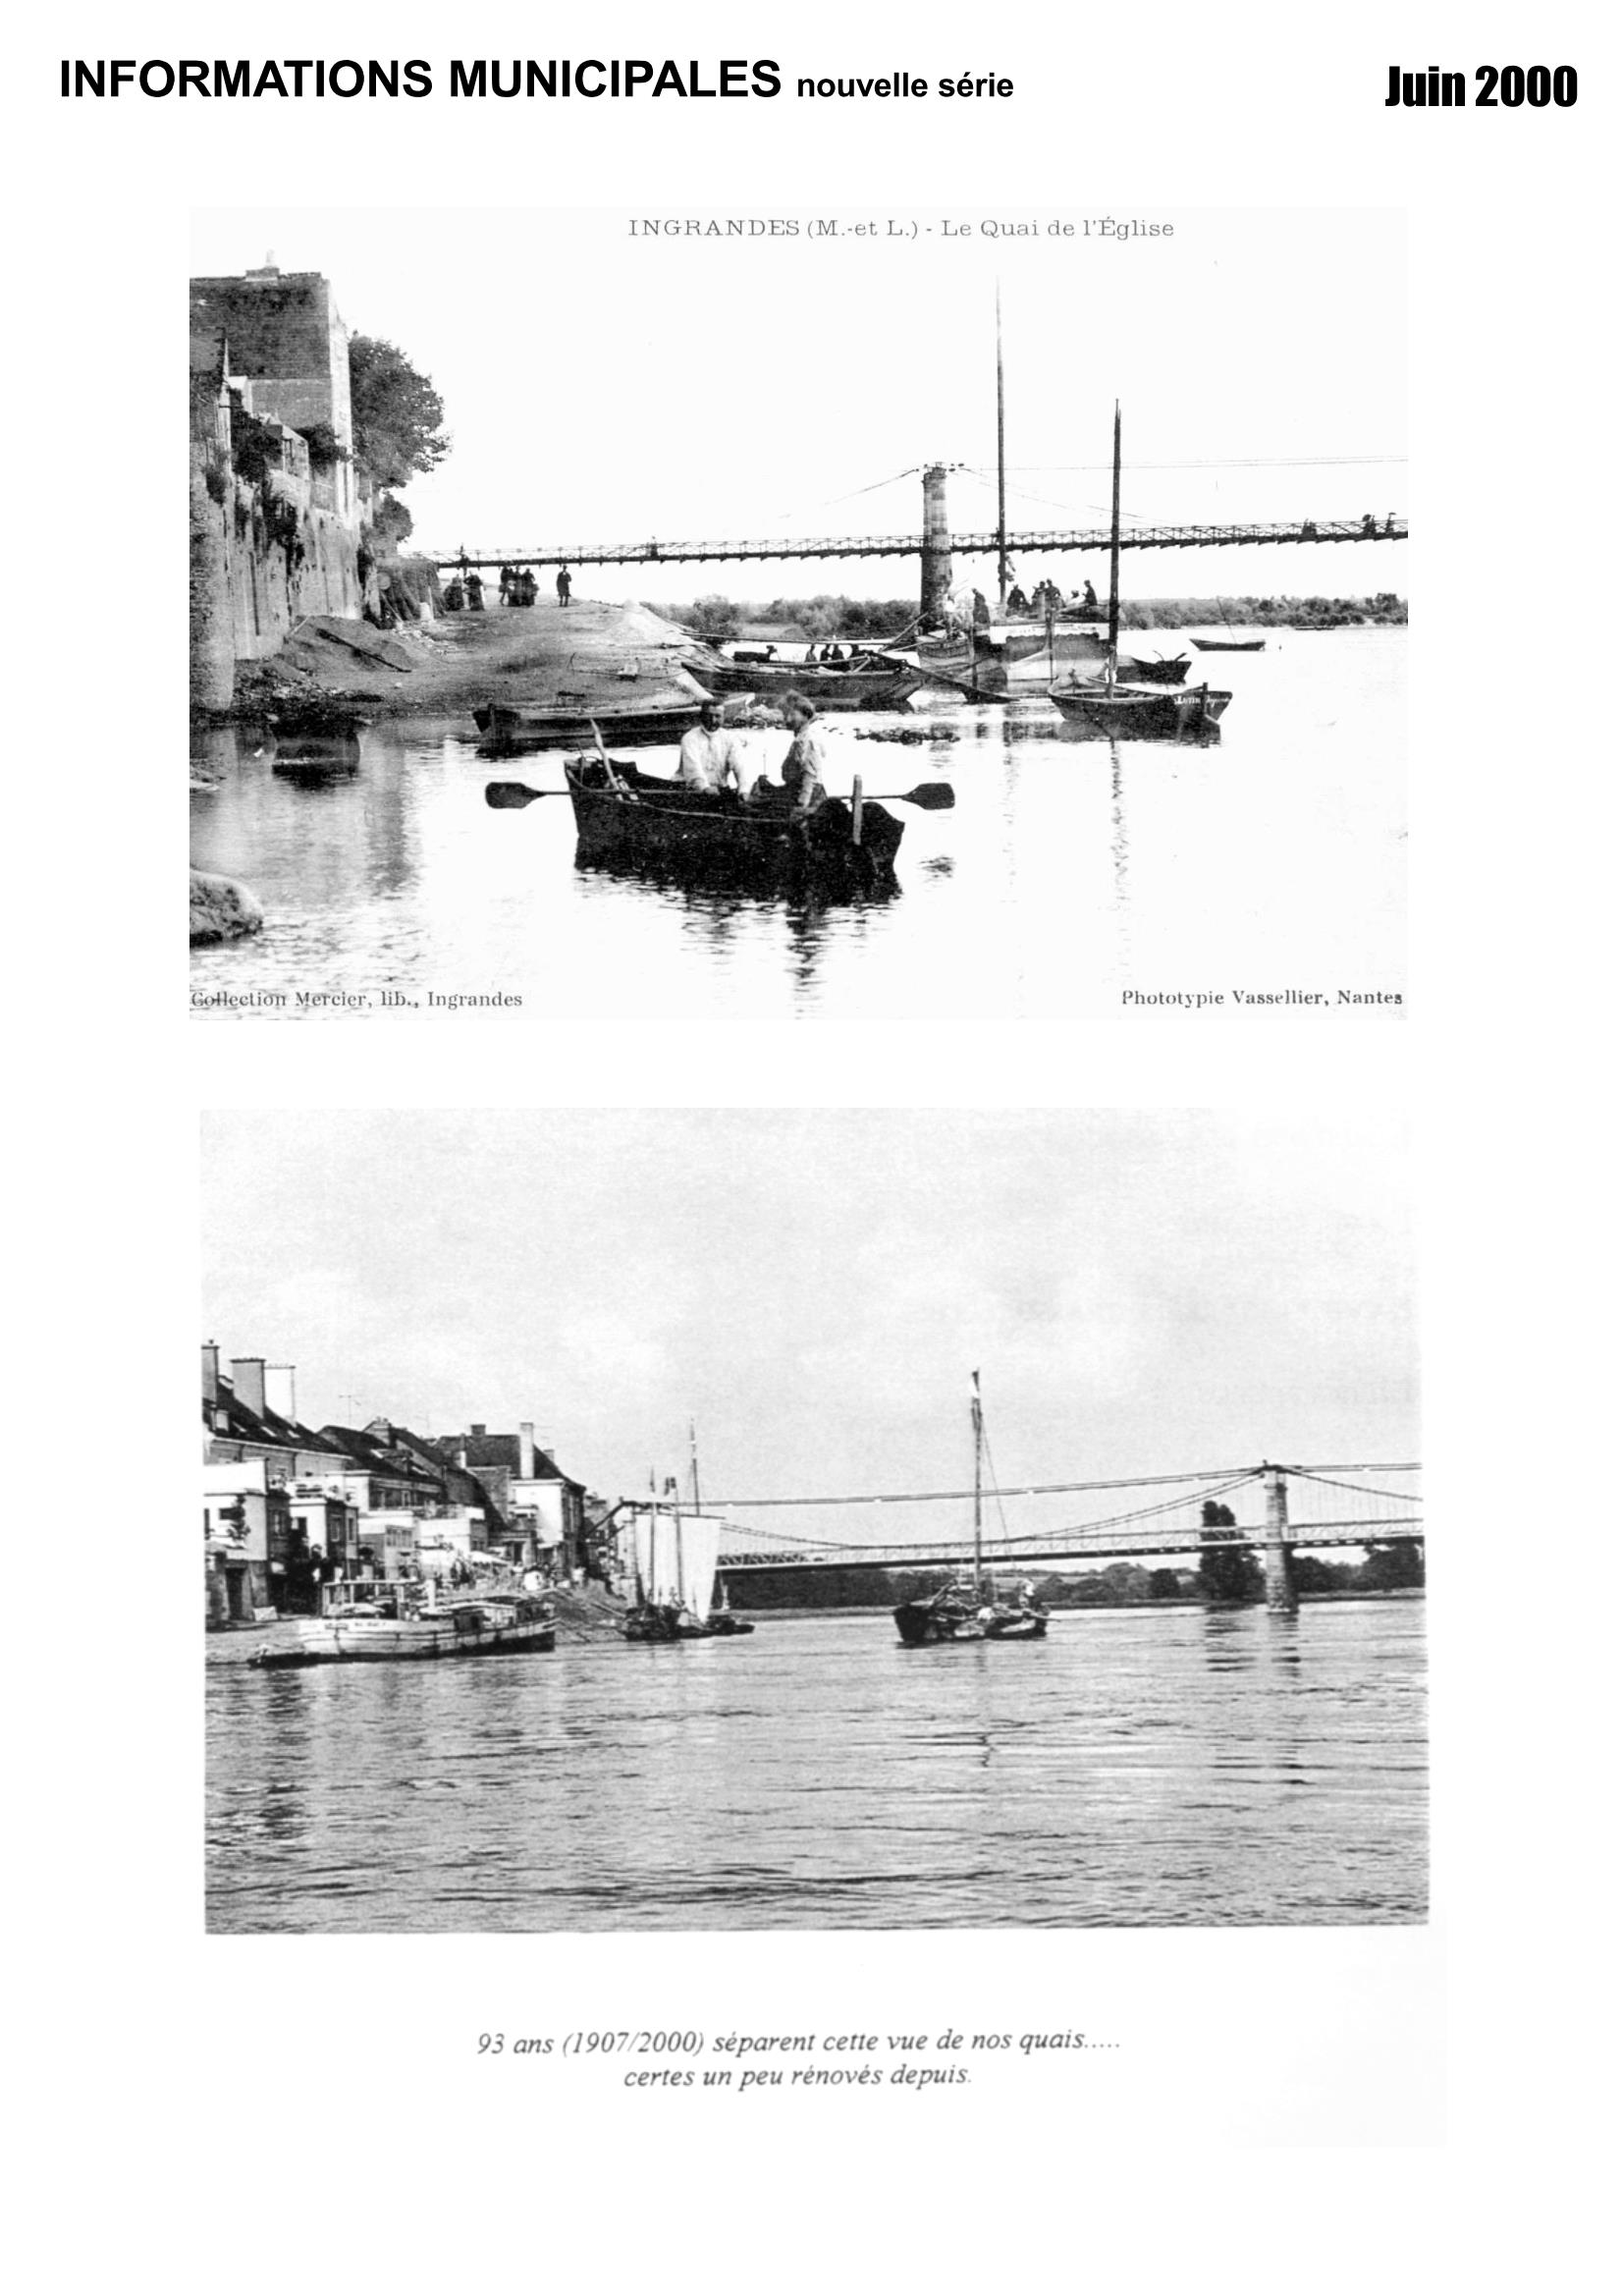 INFORMATIONS MUNICIPALES nouvelle série
Juin 2000
INGRANDES (M.-et L.) - Le Quai de l'Église
Collection Mercier, lib., Ingrandes
Phototypie Vassellier, Nantes
93 ans (1907/2000) séparent cette vue de nos quais.....
certes un peu rénovés depuis.